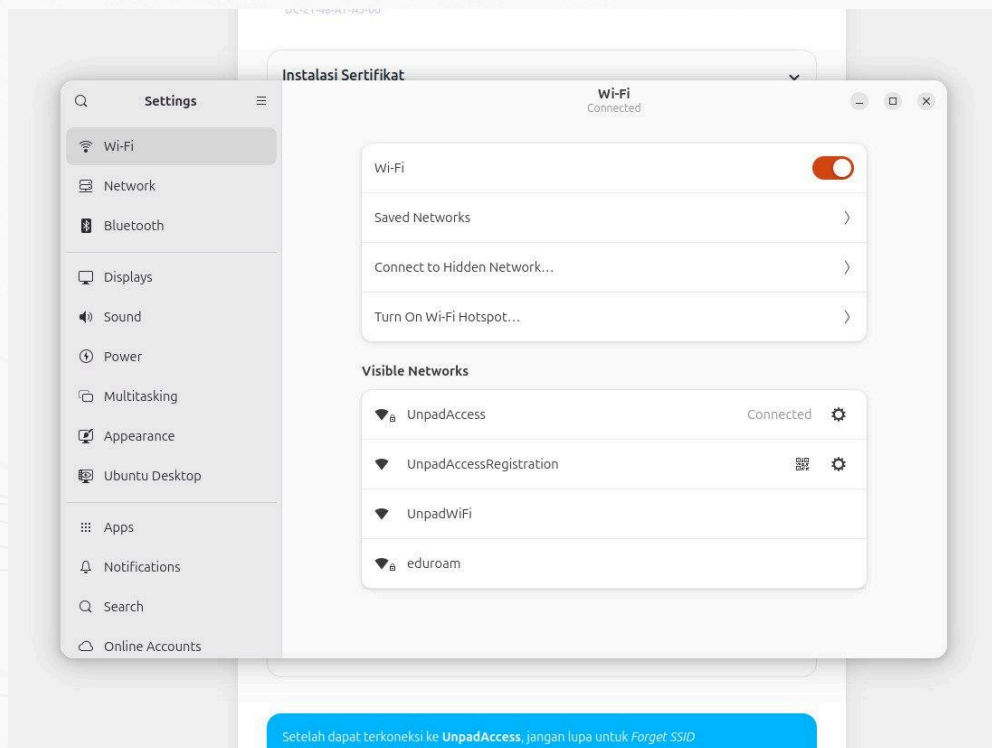 Instalasi Sertifikat
Settings
Wi-Fi
Connected
Wi-Fi
Network
Bluetooth
Displays
Sound
Power
Multitasking
Appearance
Ubuntu Desktop
Apps
Notifications
Search
Online Accounts
Wi-Fi
Saved Networks
Connect to Hidden Network...
Turn On Wi-Fi Hotspot...
Visible Networks
UnpadAccess Connected
UnpadAccessRegistration
UnpadWiFi
eduroam
Setelah dapat terkoneksi ke UnpadAccess, jangan lupa untuk Forget SSID